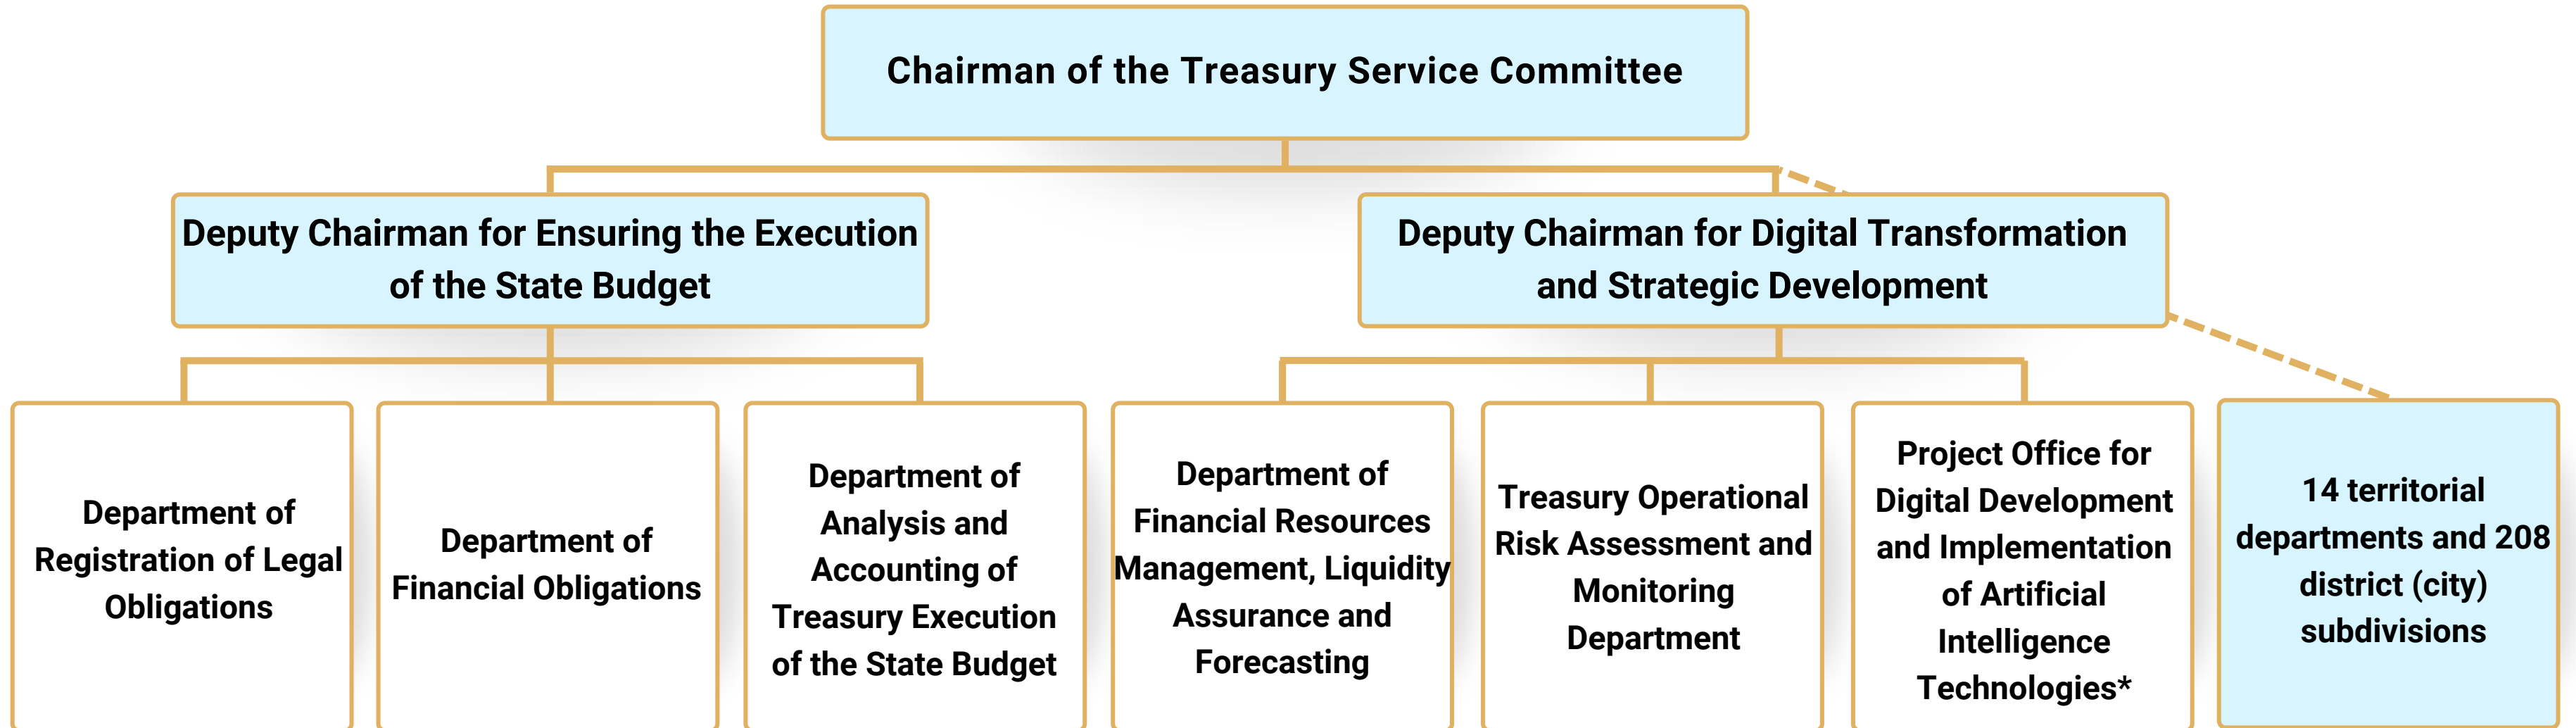 Chairman of the Treasury Service Committee
Deputy Chairman for Ensuring the Execution
of the State Budget
Deputy Chairman for Digital Transformation
and Strategic Development
Department of
Registration of Legal
Obligations
Department of
Financial Obligations
Department of
Analysis and
Accounting of
Treasury Execution
of the State Budget
Department of
Financial Resources
Management, Liquidity
Assurance and
Forecasting
Treasury Operational
Risk Assessment and
Monitoring
Department
Project Office for
Digital Development
and Implementation
of Artificial
Intelligence
Technologies*
14 territorial
departments and 208
district (city)
subdivisions